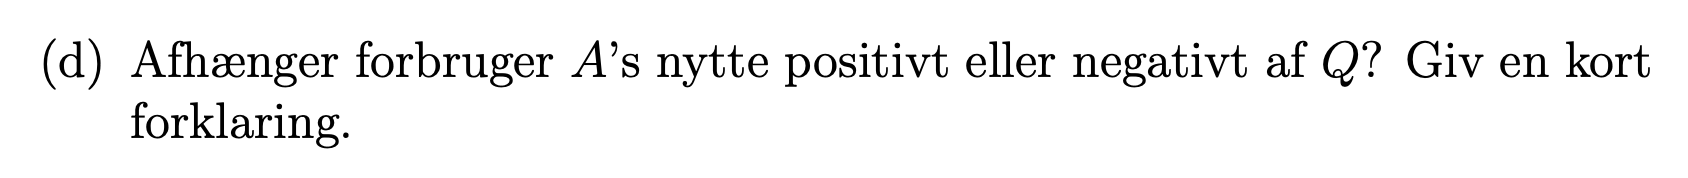 (d) Afhænger forbruger A's nytte positivt eller negativt af Q? Giv en kort
forklaring.